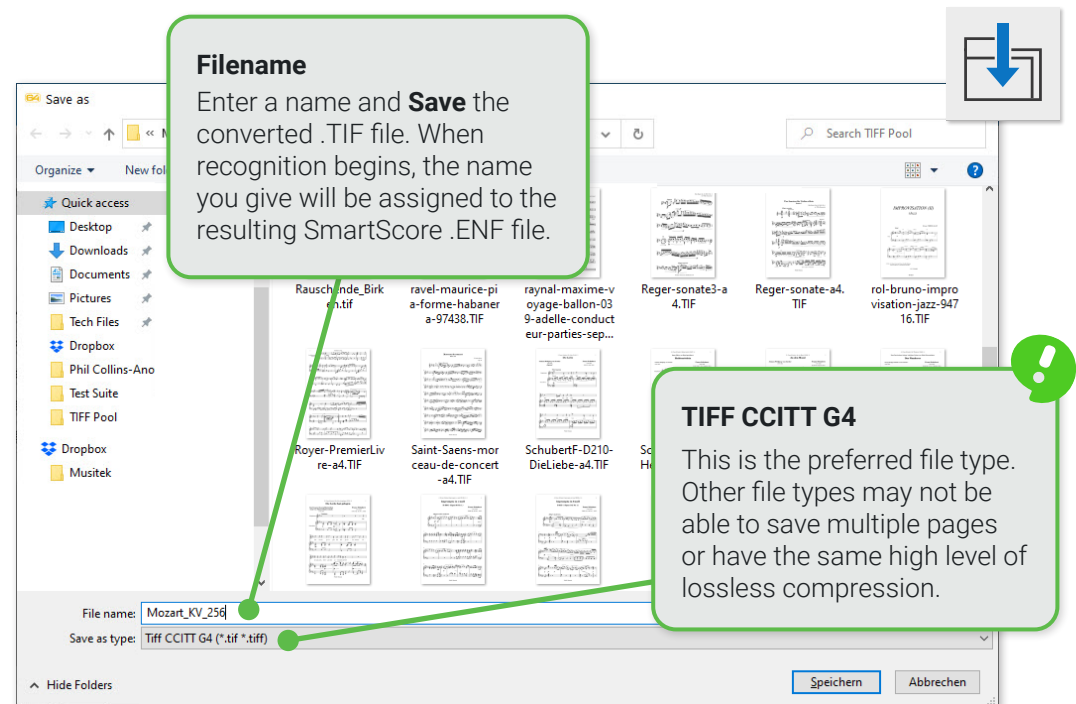 Filename
Enter a name and Save the
converted .TIF file. When
recognition begins, the name
you give will be assigned to the
resulting SmartScore .ENF file.
64 Save as
« M
Search TIFF Pool
Organize
New fol
Quick access
Desktop
Downloads
Documents
Pictures
Tech Files
Dropbox
Phil Collins-Ano
Test Suite
TIFF Pool
Dropbox
Musitek
Rauschende_Birk
en.tif
ravel-maurice-pi
a-forme-habaner
a-97438.TIF
raynal-maxime-v
oyage-ballon-03
9-adelle-conduct
eur-parties-sep...
Reger-sonate3-a
4.TIF
Reger-sonate-a4.
TIF
rol-bruno-impro
visation-jazz-947
16.TIF
Royer-PremierLiv
re-a4.TIF
Saint-Saens-mor
ceau-de-concert
-a4.TIF
SchubertF-D210-
DieLiebe-a4.TIF
TIFF CCITT G4
This is the preferred file type.
Other file types may not be
able to save multiple pages
or have the same high level of
lossless compression.
File name: Mozart_KV_256
Save as type: Tiff CCITT G4 (*.tif *.tiff)
Hide Folders
Speichern
Abbrechen